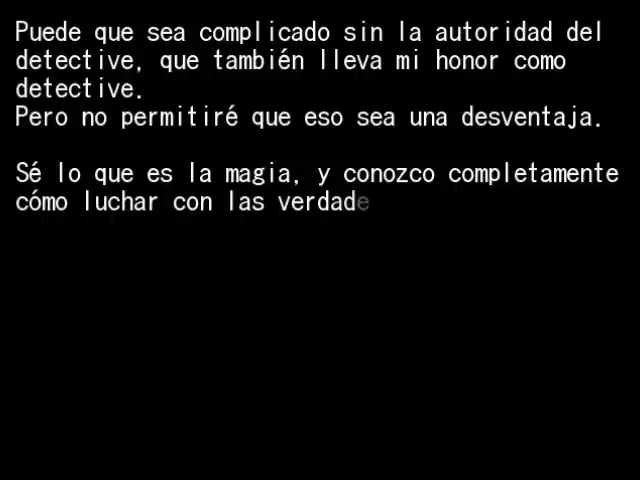 Puede que sea complicado sin la autoridad del
detective, que también lleva mi honor como
detective.
Pero no permitiré que eso sea una desventaja.
Sé lo que es la magia, y conozco completamente
cómo luchar con las verdade